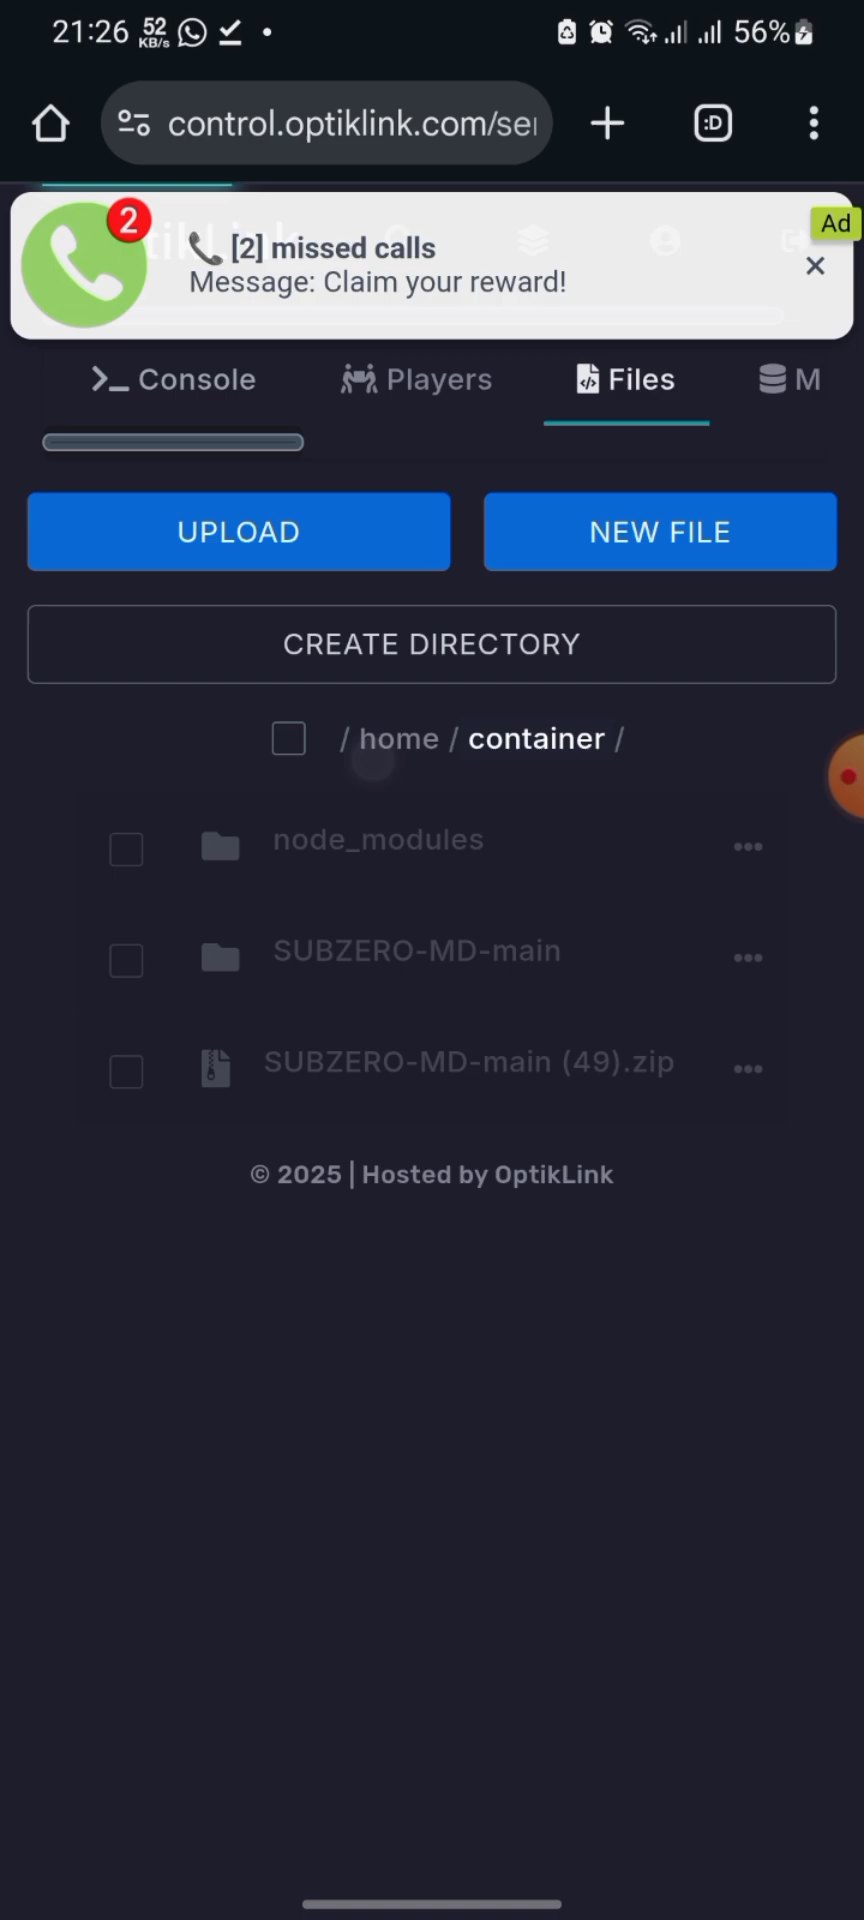 21:26 52 KB/s 56%
control.optiklink.com/ser
2
[2] missed calls
Ad
Message: Claim your reward!
Console Players Files M
UPLOAD NEW FILE
CREATE DIRECTORY
/ home / container /
node_modules
SUBZERO-MD-main
SUBZERO-MD-main (49).zip
© 2025 | Hosted by OptikLink